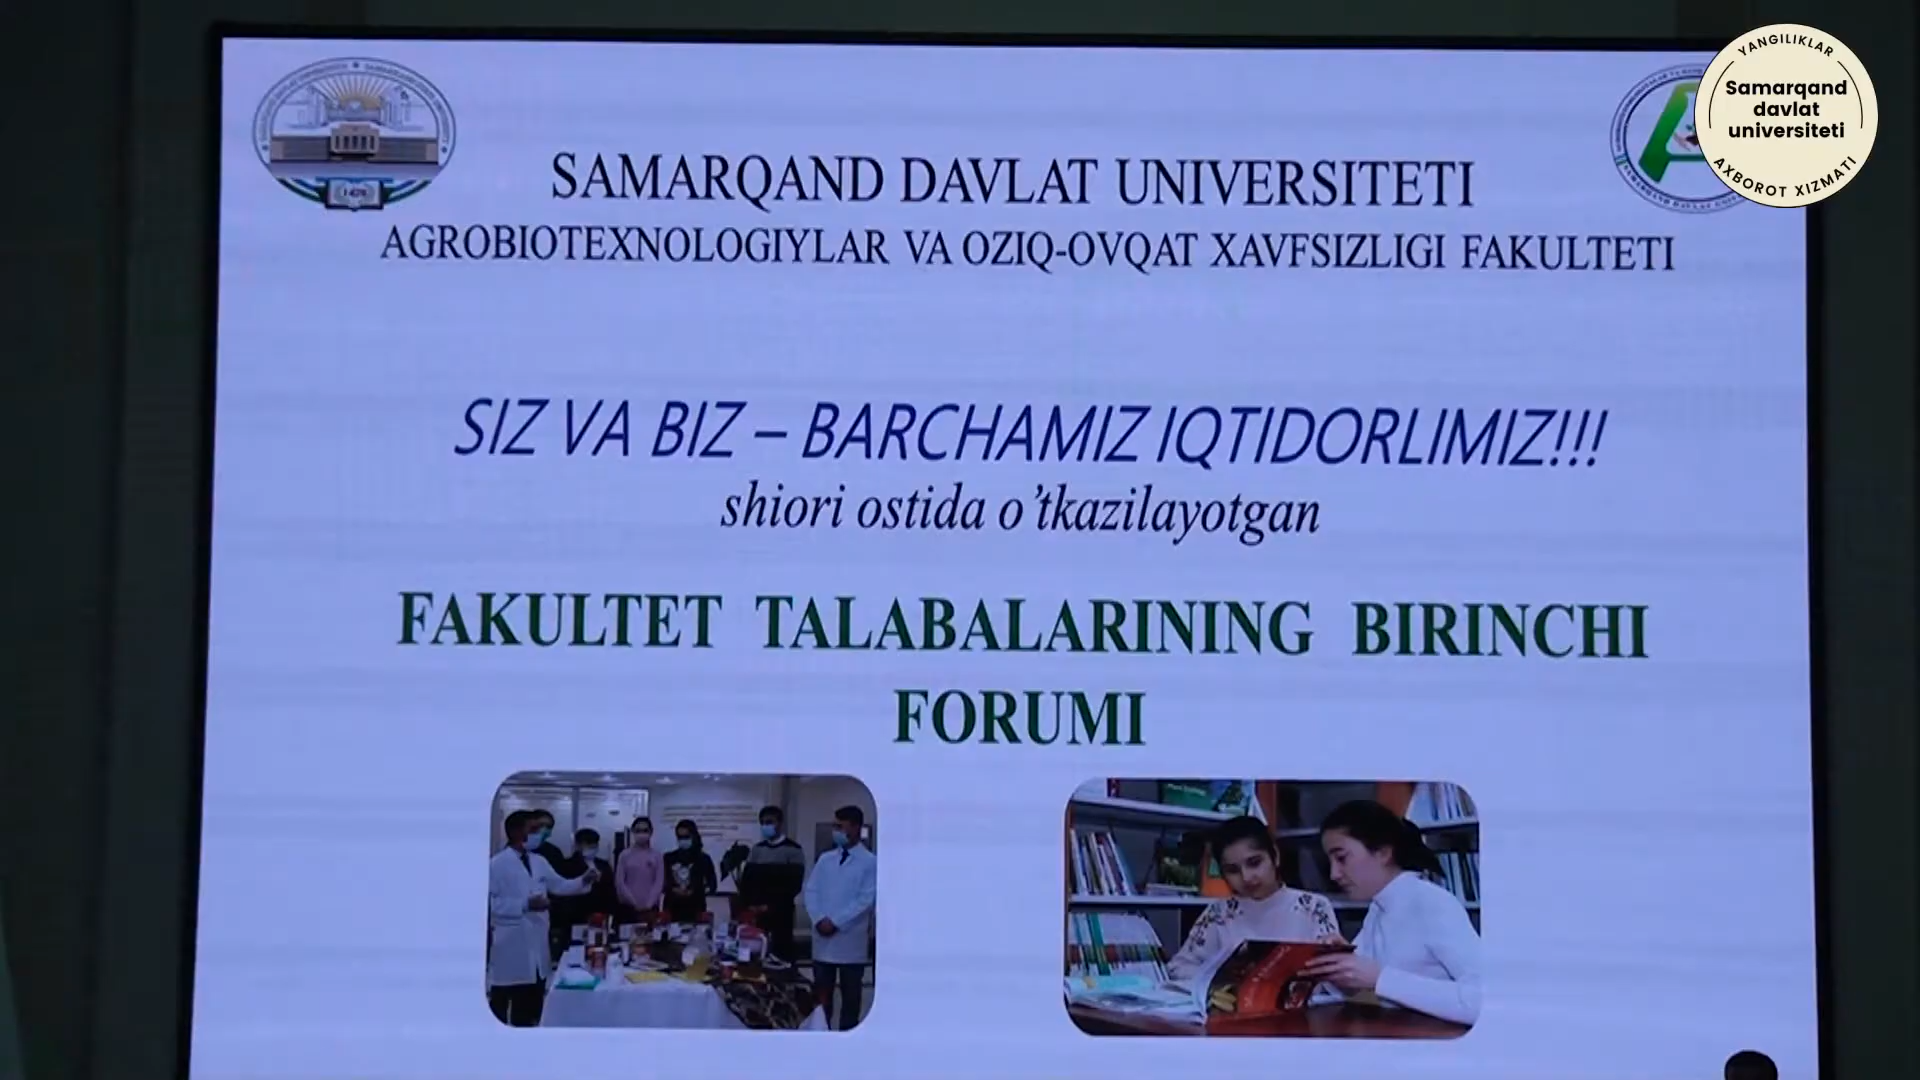 YANGILIKLAR
Samarqand
davlat
universiteti
AXBOROT XIZMATI
SAMARQAND DAVLAT UNIVERSITETI
AGROBIOTEXNOLOGIYLAR VA OZIQ-OVQAT XAVFSIZLIGI FAKULTETI
SIZ VA BIZ – BARCHAMIZ IQTIDORLIMIZ!!!
shiori ostida o’tkazilayotgan
FAKULTET TALABALARINING BIRINCHI
FORUMI